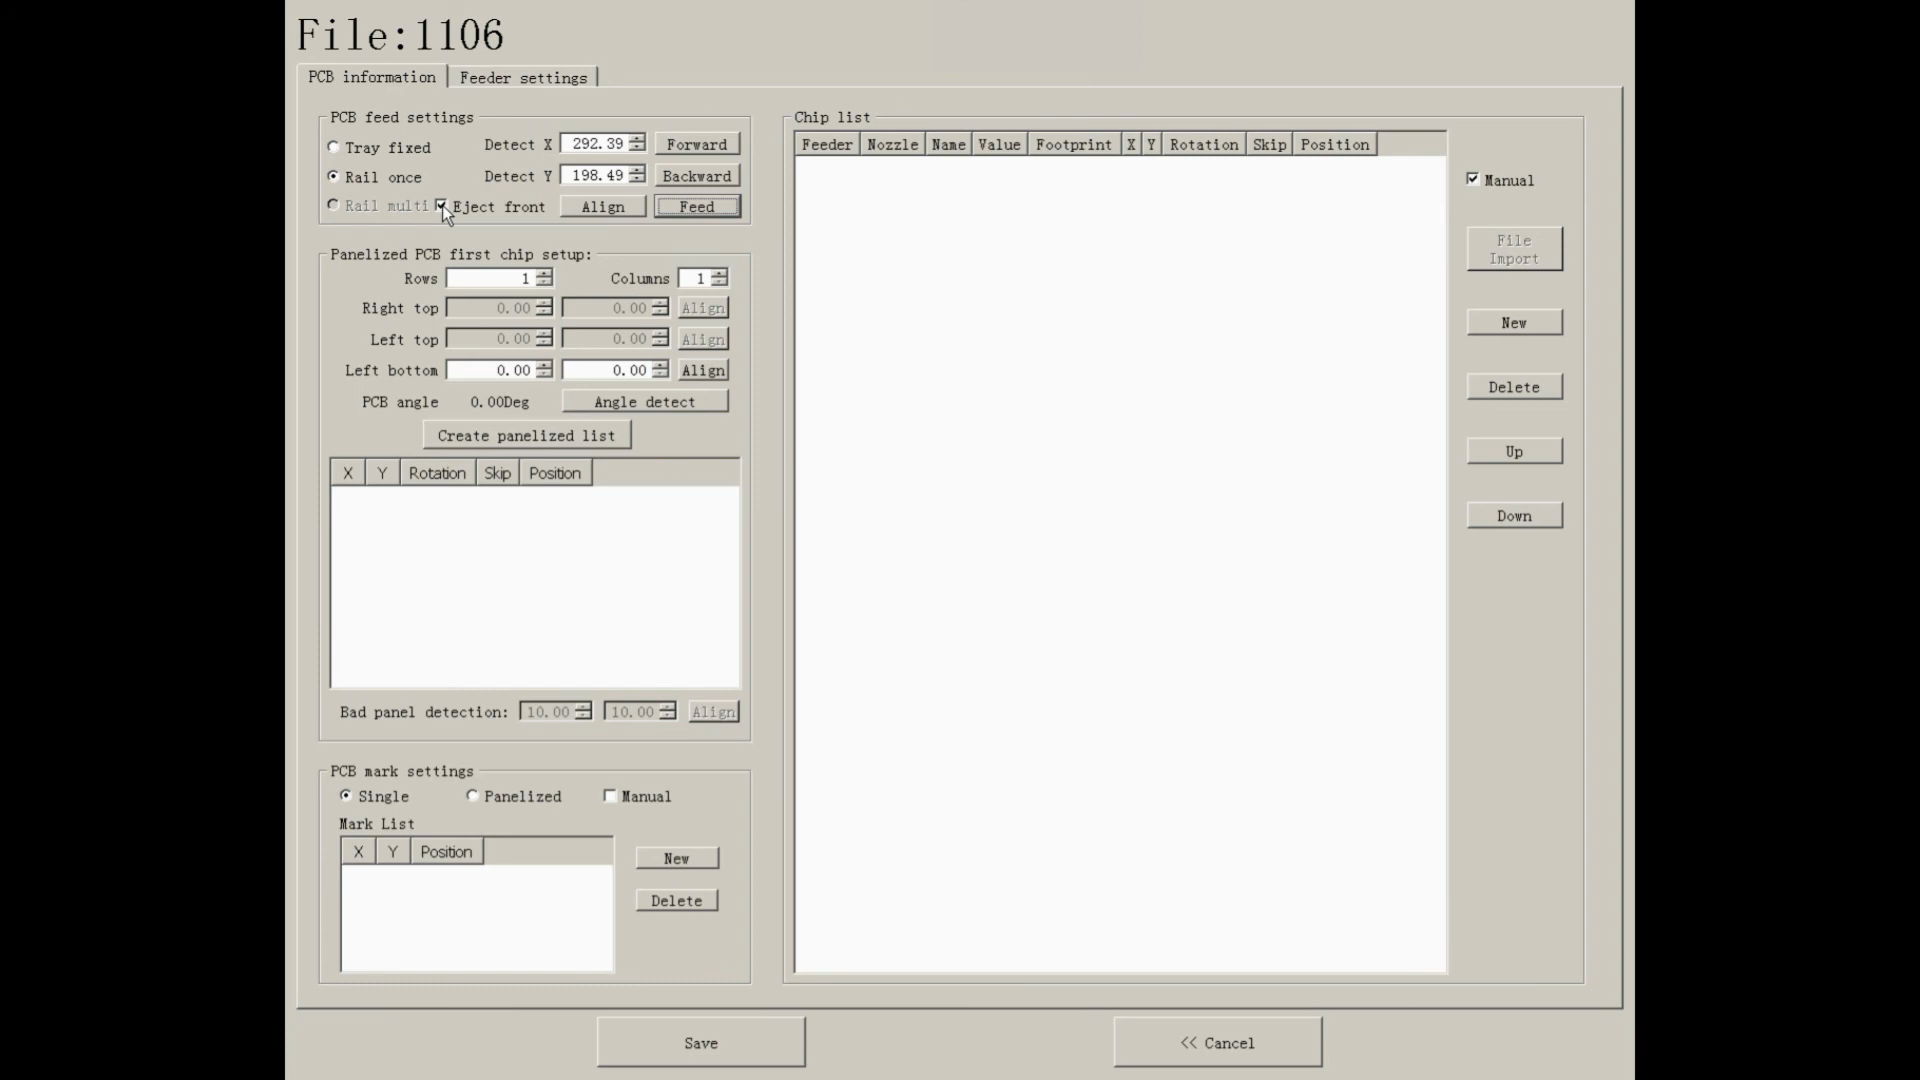 File:1106
PCB information Feeder settings
PCB feed settings
Tray fixed Detect X 292.39 Forward
Rail once Detect Y 198.49 Backward
Rail multi Eject front Align Feed
Panelized PCB first chip setup:
Rows 1 Columns 1
Right top 0.00 0.00 Align
Left top 0.00 0.00 Align
Left bottom 0.00 0.00 Align
PCB angle 0.00Deg Angle detect
Create panelized list
X Y Rotation Skip Position
Bad panel detection: 10.00 10.00 Align
PCB mark settings
Single Panelized Manual
Mark List
X Y Position
New
Delete
Chip list
Feeder Nozzle Name Value Footprint X Y Rotation Skip Position
Manual
File
Import
New
Delete
Up
Down
Save << Cancel